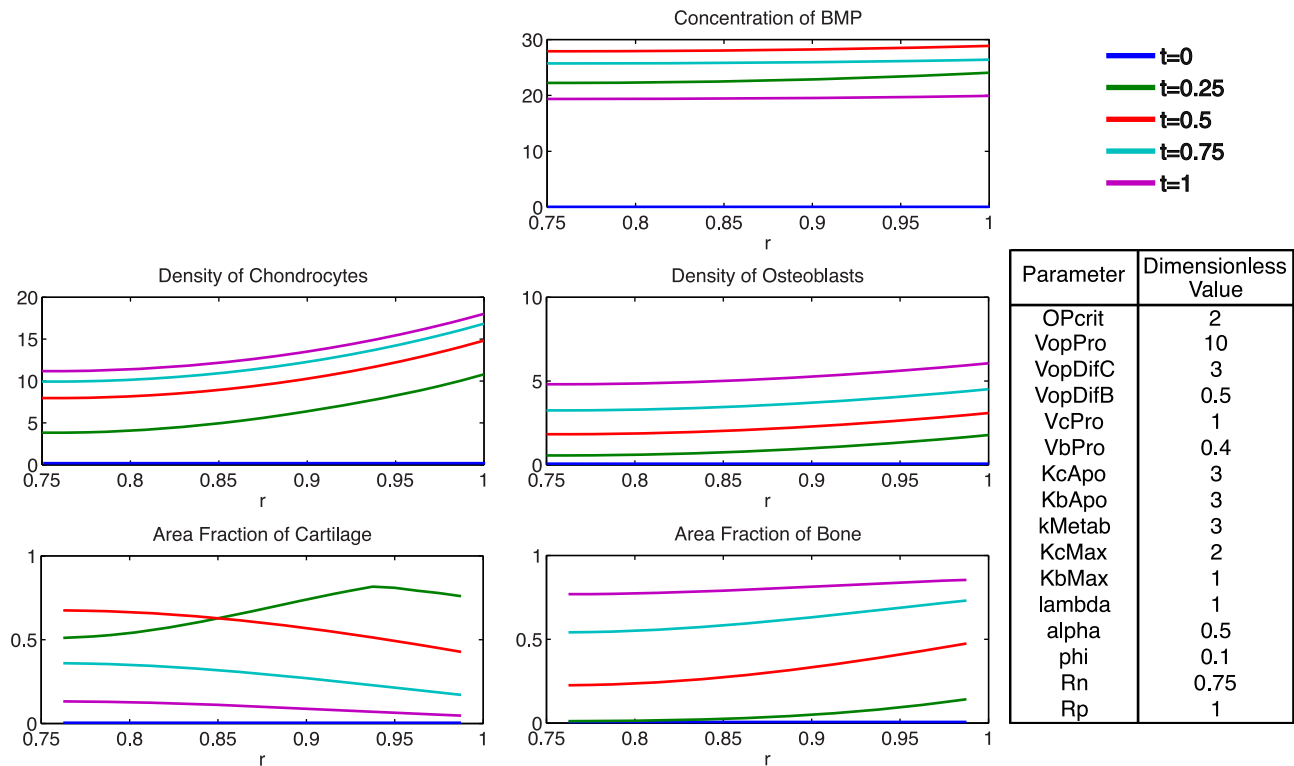 Concentration of BMP
30
20
10
0
0.75 0.8 0.85 0.9 0.95 1
r
t=0
t=0.25
t=0.5
t=0.75
t=1
Density of Chondrocytes
20
15
10
5
0
0.75 0.8 0.85 0.9 0.95 1
r
Density of Osteoblasts
10
5
0
0.75 0.8 0.85 0.9 0.95 1
r
Area Fraction of Cartilage
1
0.5
0
0.75 0.8 0.85 0.9 0.95 1
r
Area Fraction of Bone
1
0.5
0
0.75 0.8 0.85 0.9 0.95 1
r
Parameter Dimensionless
Value
OPcrit 2
VopPro 10
VopDifC 3
VopDifB 0.5
VcPro 1
VbPro 0.4
KcApo 3
KbApo 3
kMetab 3
KcMax 2
KbMax 1
lambda 1
alpha 0.5
phi 0.1
Rn 0.75
Rp 1